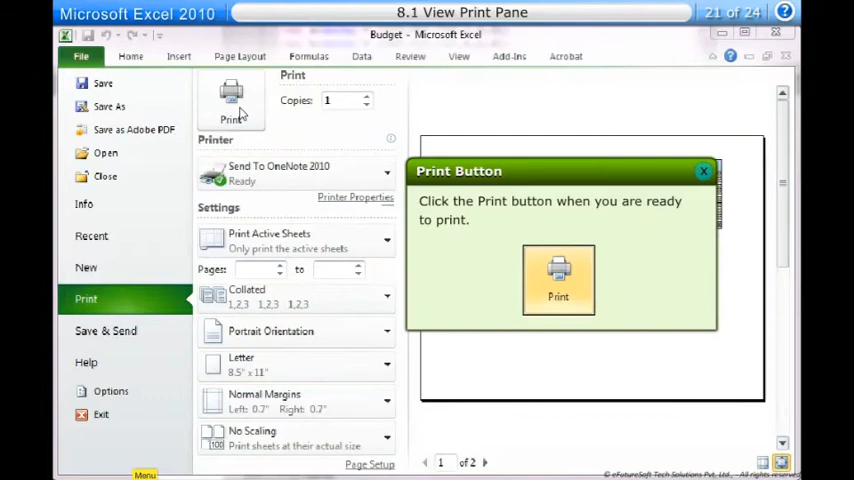 Microsoft Excel 2010
8.1 View Print Pane
21 of 24
?
Budget - Microsoft Excel
File Home Insert Page Layout Formulas Data Review View Add-Ins Acrobat
Save
Save As
Save as Adobe PDF
Open
Close
Info
Recent
New
Print
Save & Send
Help
Options
Exit
Print
Print
Copies: 1
Printer
Send To OneNote 2010
Ready
Printer Properties
Settings
Print Active Sheets
Only print the active sheets
Pages: to
Collated
1,2,3 1,2,3 1,2,3
Portrait Orientation
Letter
8.5" x 11"
Normal Margins
Left: 0.7" Right: 0.7"
No Scaling
100
Print sheets at their actual size
Page Setup
Print Button
X
Click the Print button when you are ready
to print.
Print
1 of 2
Menu
© eFutureSoft Tech Solutions Pvt. Ltd., - All rights reserved